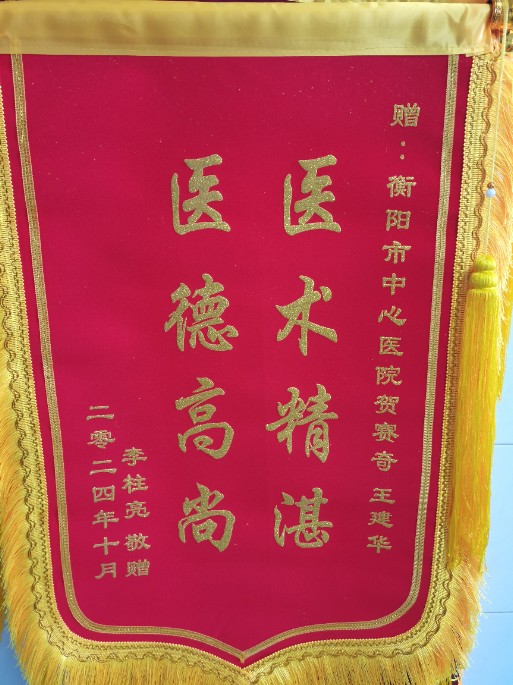 赠：衡阳市中心医院贺赛奇 王建华
医术精湛
医德高尚
李柱亮 敬赠
二零二四年十月